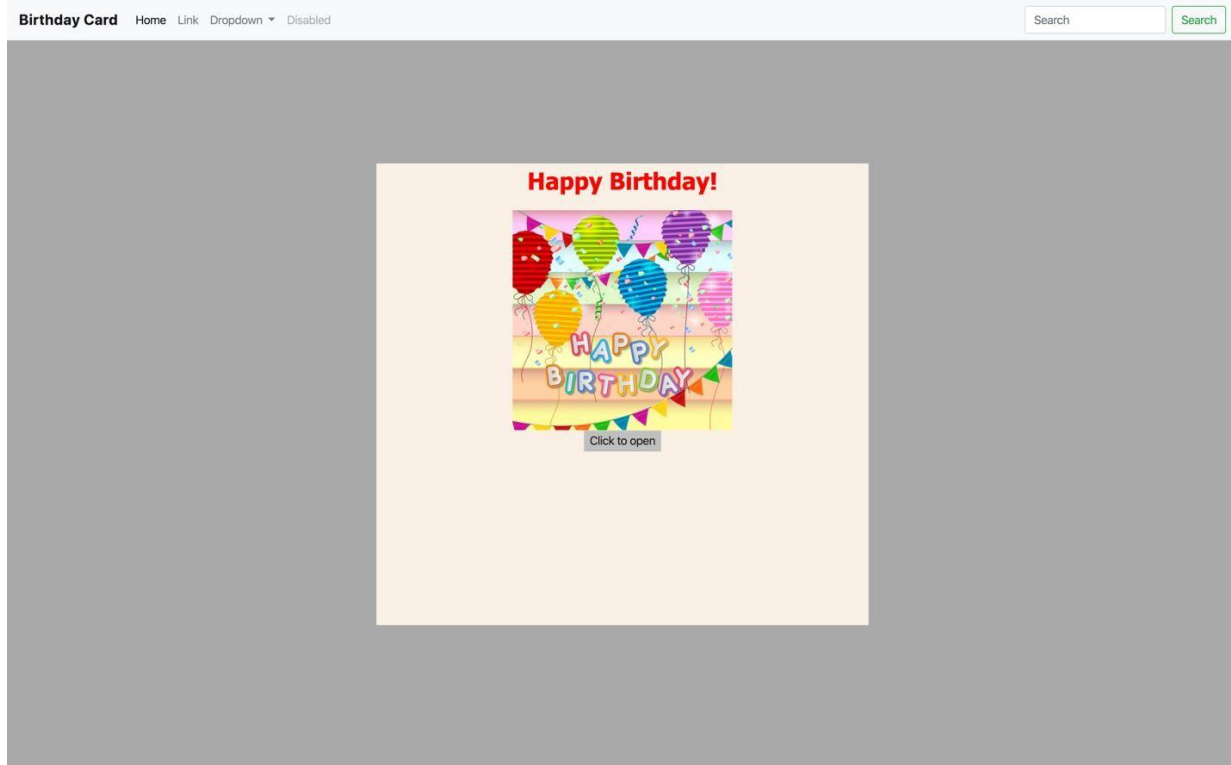 Birthday Card Home Link Dropdown Disabled Search Search
Happy Birthday!
HAPPY
BIRTHDAY
Click to open